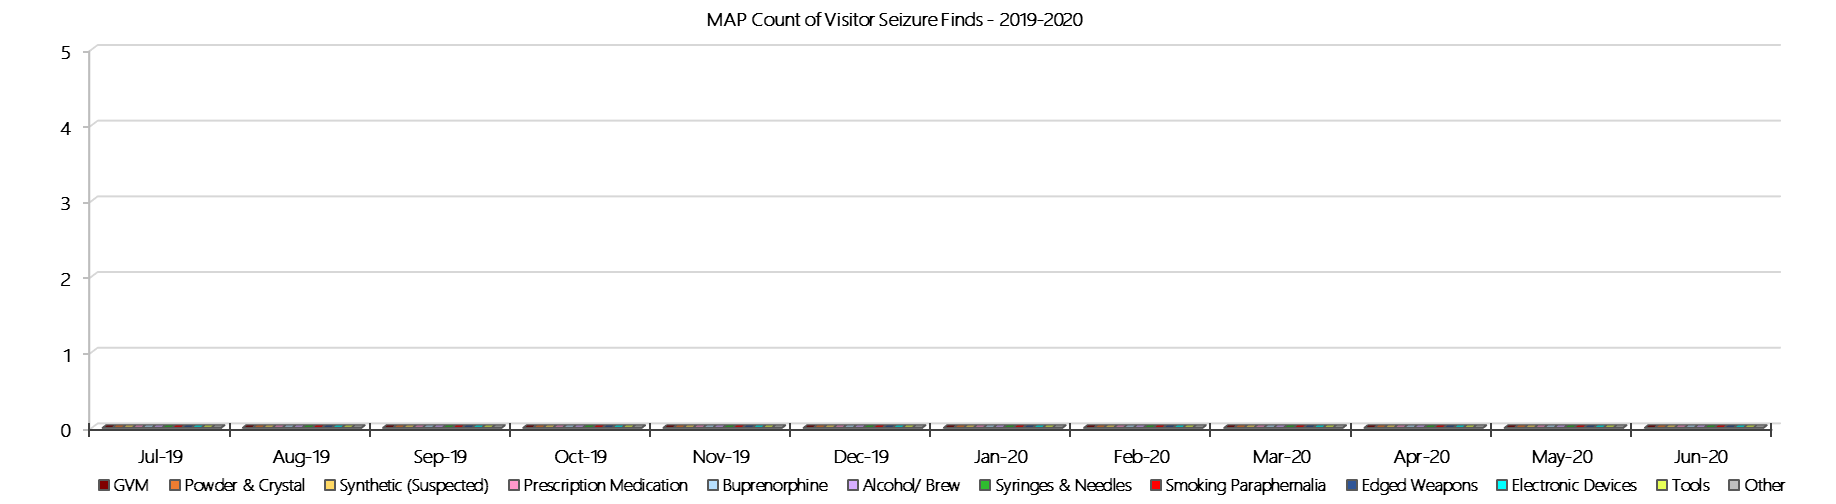 MAP Count of Visitor Seizure Finds - 2019-2020
5
4
3
2
1
0
Jul-19 Aug-19 Sep-19 Oct-19 Nov-19 Dec-19 Jan-20 Feb-20 Mar-20 Apr-20 May-20 Jun-20
GVM Powder & Crystal Synthetic (Suspected) Prescription Medication Buprenorphine Alcohol/ Brew Syringes & Needles Smoking Paraphernalia Edged Weapons Electronic Devices Tools Other